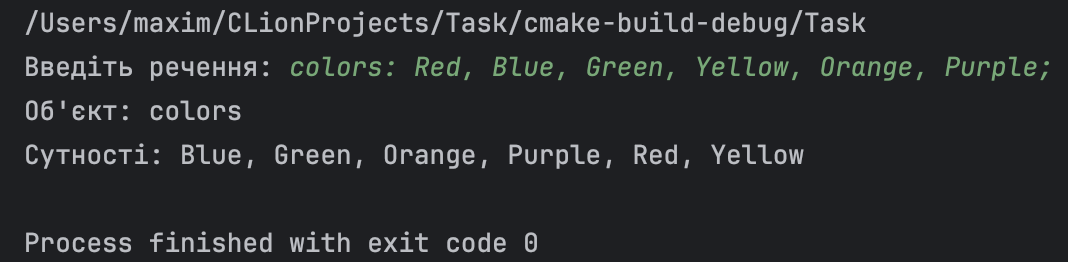 /Users/maxim/CLionProjects/Task/cmake-build-debug/Task
Введіть речення: colors: Red, Blue, Green, Yellow, Orange, Purple;
Об'єкт: colors
Сутності: Blue, Green, Orange, Purple, Red, Yellow
Process finished with exit code 0